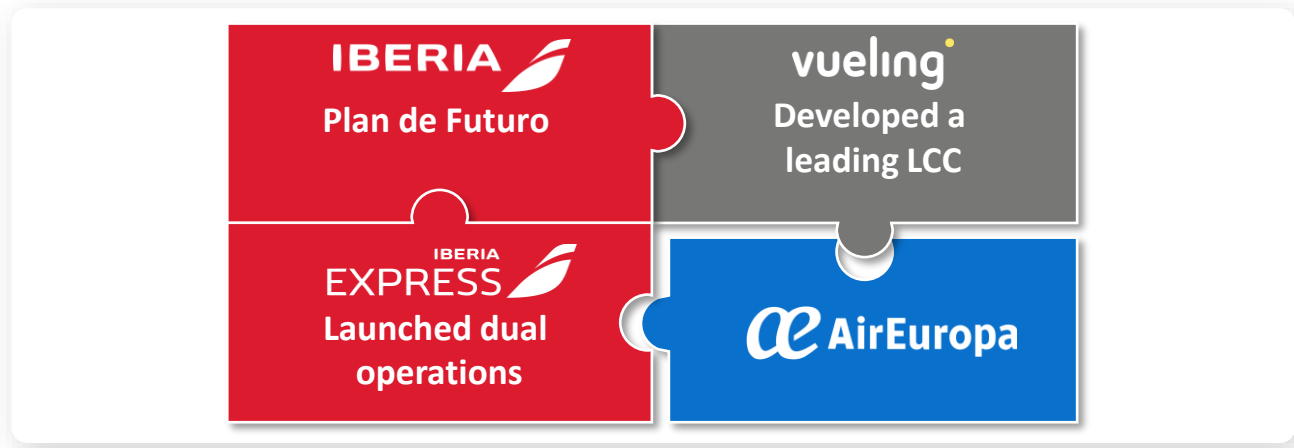 IBERIA
Plan de Futuro
vueling
Developed a
leading LCC
IBERIA
EXPRESS
Launched dual
operations
æ AirEuropa